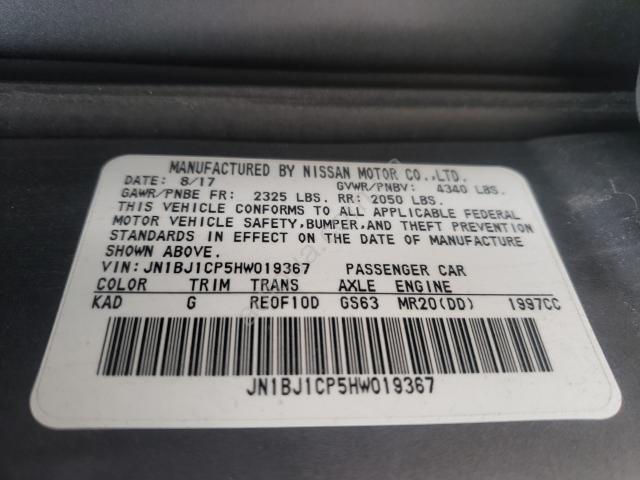 MANUFACTURED BY NISSAN MOTOR CO.,LTD.
DATE: 8/17 GVWR/PNBV: 4340 LBS.
GAWR/PNBE FR: 2325 LBS. RR: 2050 LBS.
THIS VEHICLE CONFORMS TO ALL APPLICABLE FEDERAL
MOTOR VEHICLE SAFETY,BUMPER,AND THEFT PREVENTION
STANDARDS IN EFFECT ON THE DATE OF MANUFACTURE
SHOWN ABOVE.
VIN:JN1BJ1CP5HW019367 PASSENGER CAR
COLOR TRIM TRANS AXLE ENGINE
KAD G RE0F10D GS63 MR20(DD) 1997CC
JN1BJ1CP5HW019367